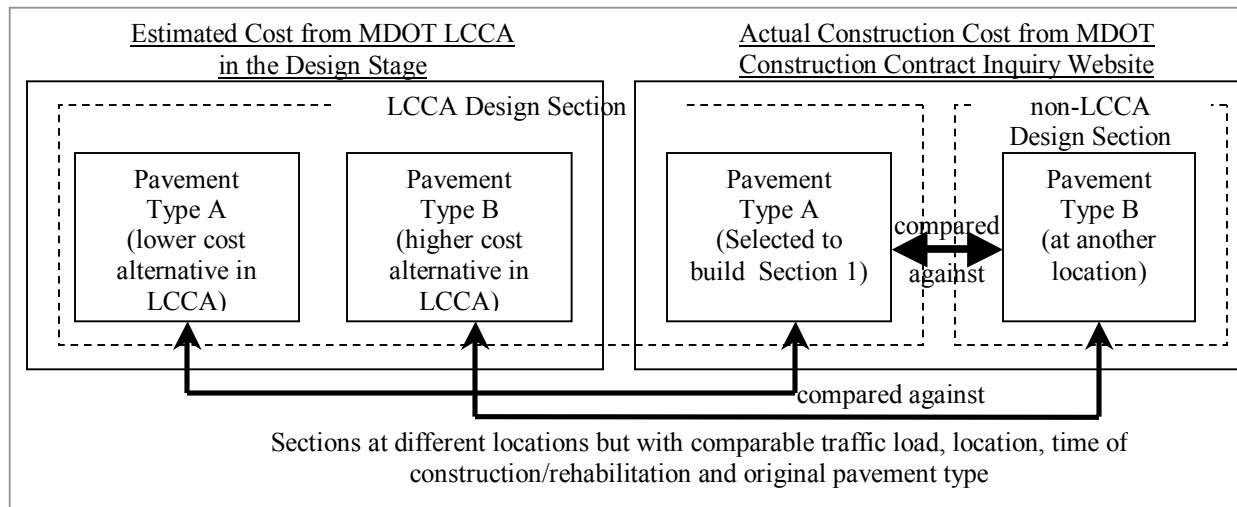 Estimated Cost from MDOT LCCA
in the Design Stage
Actual Construction Cost from MDOT
Construction Contract Inquiry Website
LCCA Design Section
non-LCCA
Design Section
Pavement
Type A
(lower cost
alternative in
LCCA)
Pavement
Type B
(higher cost
alternative in
LCCA)
Pavement
Type A
(Selected to
build Section 1)
compared
against
Pavement
Type B
(at another
location)
compared against
Sections at different locations but with comparable traffic load, location, time of
construction/rehabilitation and original pavement type